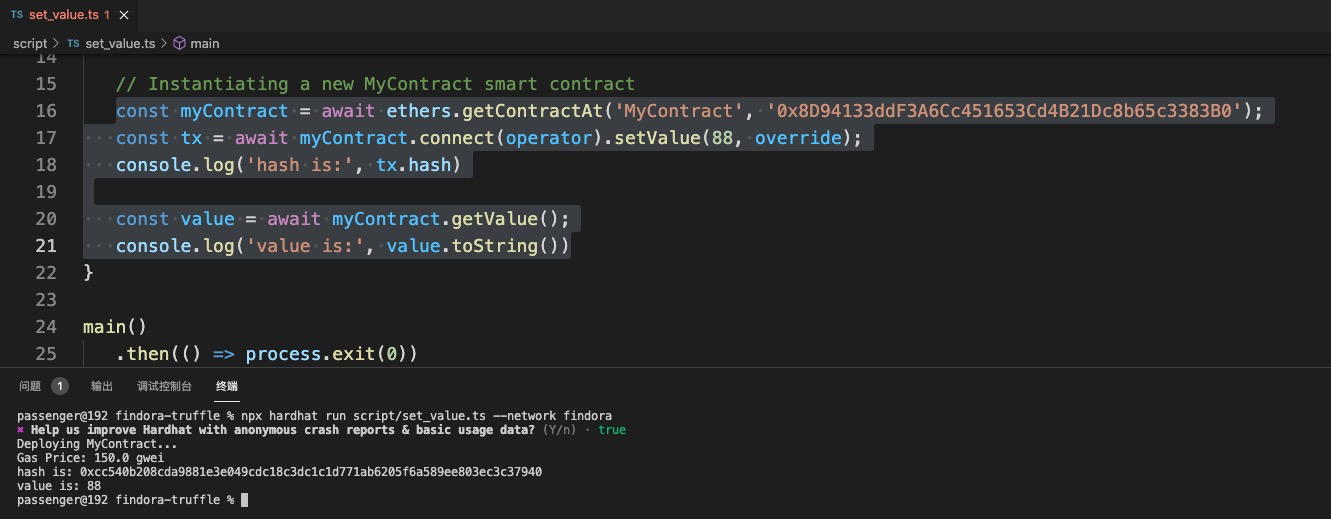 TS set_value.ts 1 ×
script > TS set_value.ts > main
14
15 // Instantiating a new MyContract smart contract
16 const myContract = await ethers.getContractAt('MyContract', '0x8D94133ddF3A6Cc451653Cd4B21Dc8b65c3383B0');
17 const tx = await myContract.connect(operator).setValue(88, override);
18 console.log('hash is:', tx.hash)
19
20 const value = await myContract.getValue();
21 console.log('value is:', value.toString())
22 }
23
24 main()
25 .then(() => process.exit(0))
问题 1 输出 调试控制台 终端
passenger@192 findora-truffle % npx hardhat run script/set_value.ts --network findora
✖ Help us improve Hardhat with anonymous crash reports & basic usage data? (Y/n) · true
Deploying MyContract...
Gas Price: 150.0 gwei
hash is: 0xcc540b208cda9881e3e049cdc18c3dc1c1d771ab6205f6a589ee803ec3c37940
value is: 88
passenger@192 findora-truffle %